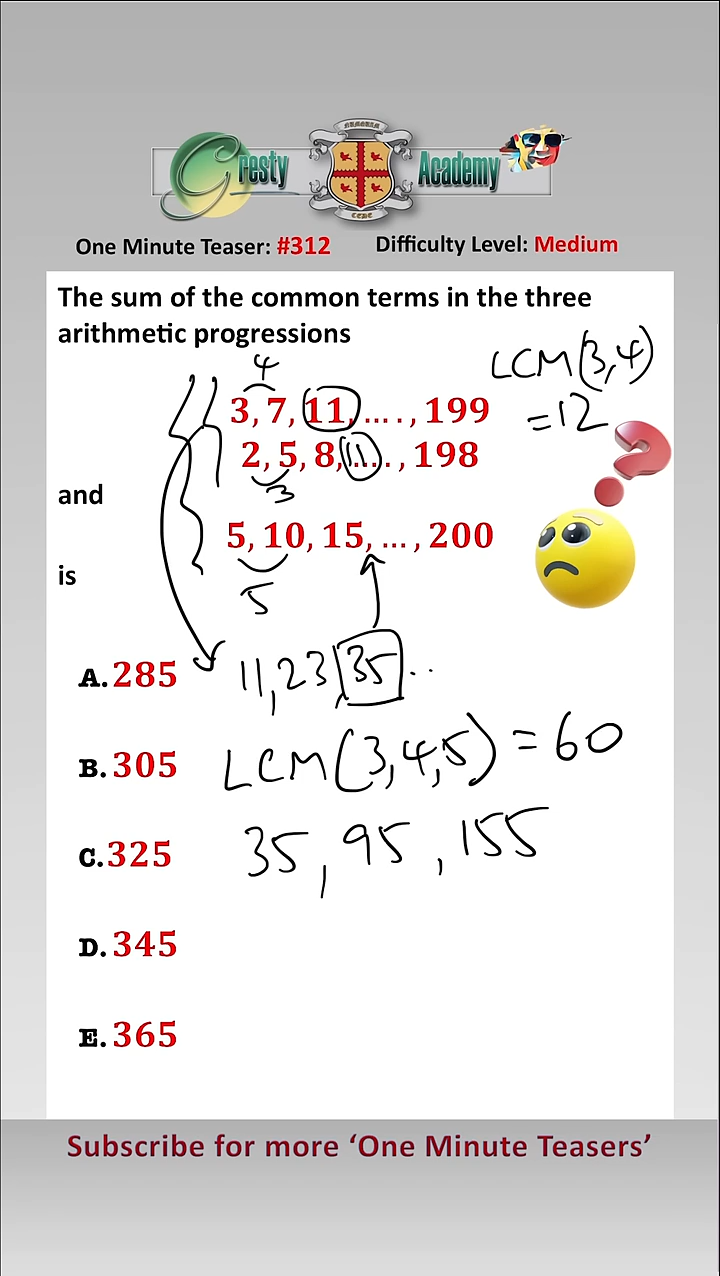 NUMQUAM
Gresty Academy
CEDE
One Minute Teaser: #312 Difficulty Level: Medium
The sum of the common terms in the three
arithmetic progressions
4
LCM(3,4)
3, 7, 11, ...., 199
=12
2, 5, 8, 11...., 198
3
and
5, 10, 15, ..., 200
is
5
A. 285
11, 23, 35, ..
B. 305
LCM(3,4,5) = 60
C. 325
35, 95, 155
D. 345
E. 365
Subscribe for more ‘One Minute Teasers’